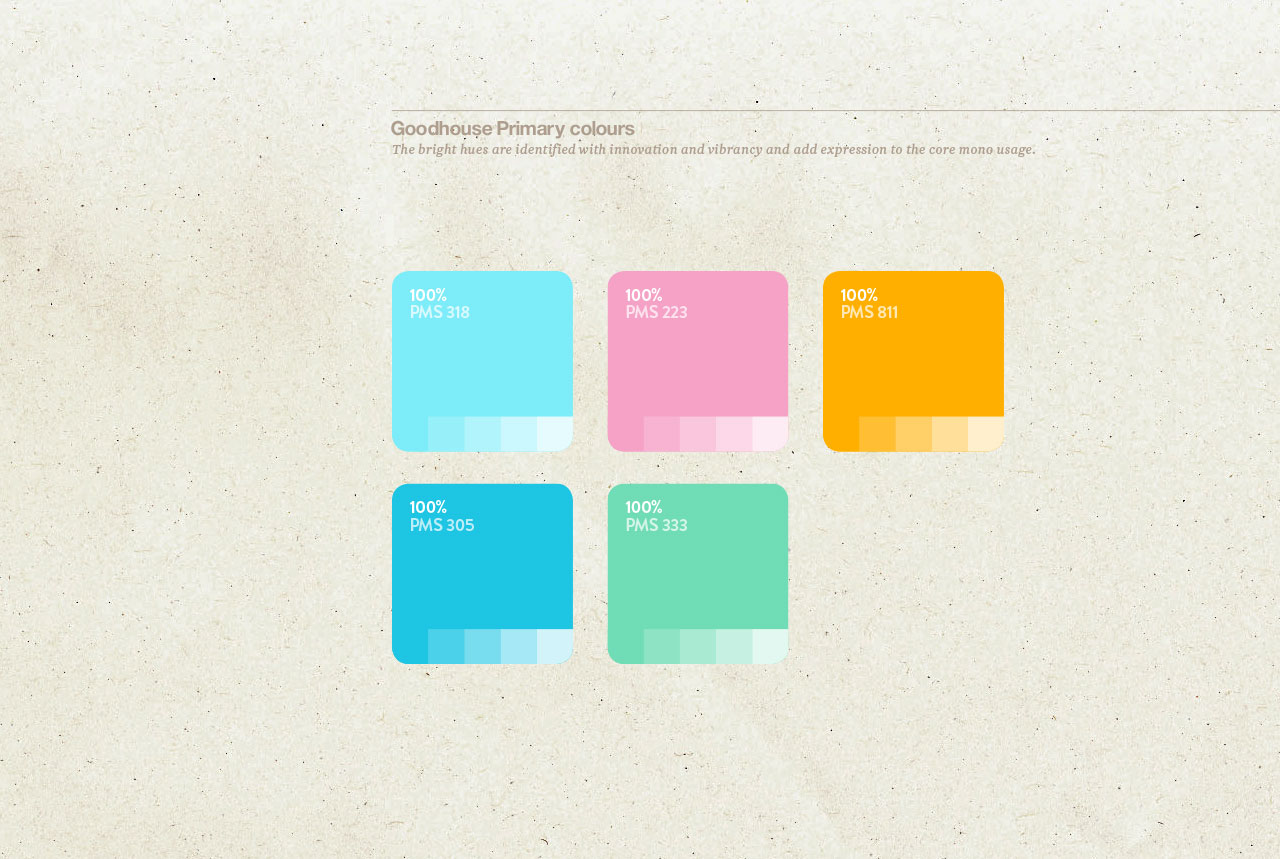 Goodhouse Primary colours
The bright hues are identified with innovation and vibrancy and add expression to the core mono usage.
100%
PMS 318
100%
PMS 223
100%
PMS 811
100%
PMS 305
100%
PMS 333